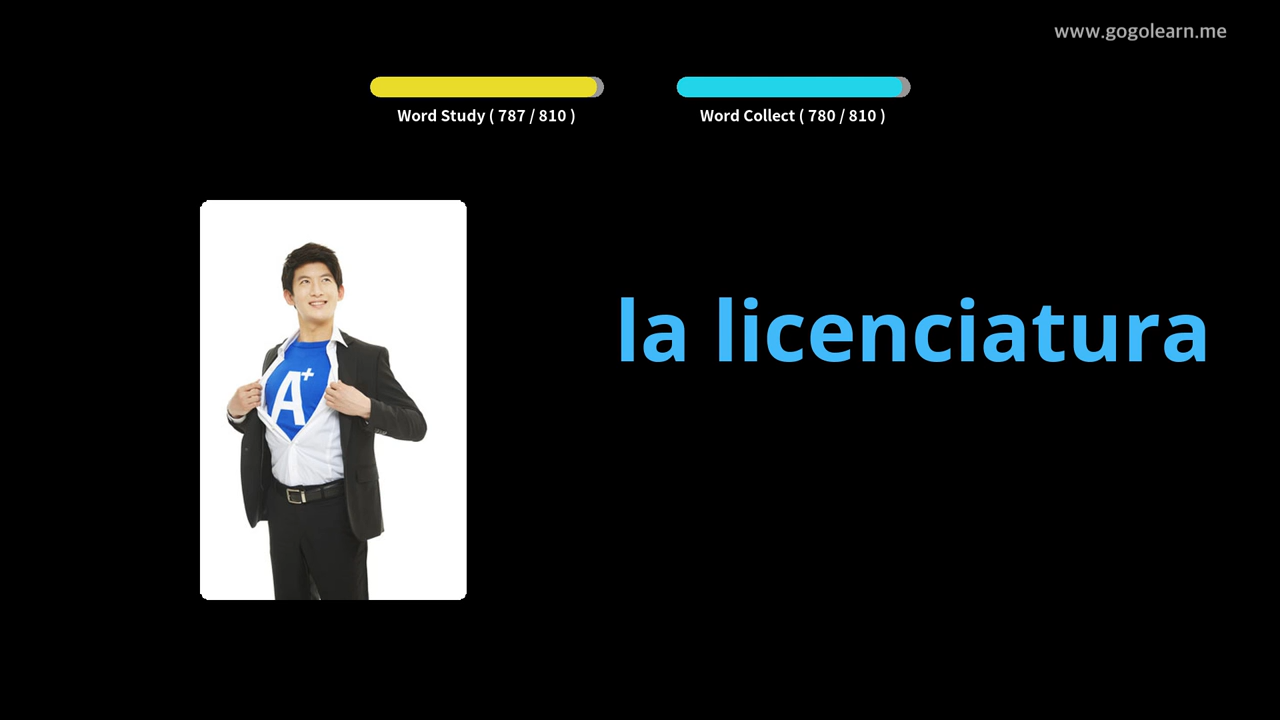 www.gogolearn.me
Word Study ( 787 / 810 )
Word Collect ( 780 / 810 )
A+
la licenciatura